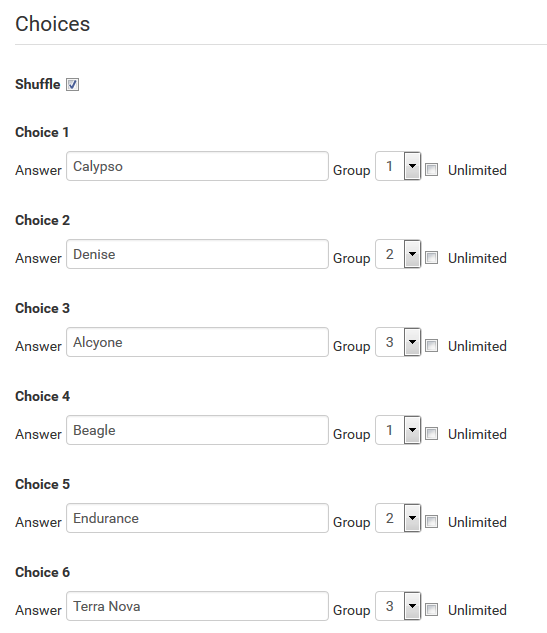 Choices
Shuffle
Choice 1
Answer Calypso Group 1 Unlimited
Choice 2
Answer Denise Group 2 Unlimited
Choice 3
Answer Alcyone Group 3 Unlimited
Choice 4
Answer Beagle Group 1 Unlimited
Choice 5
Answer Endurance Group 2 Unlimited
Choice 6
Answer Terra Nova Group 3 Unlimited